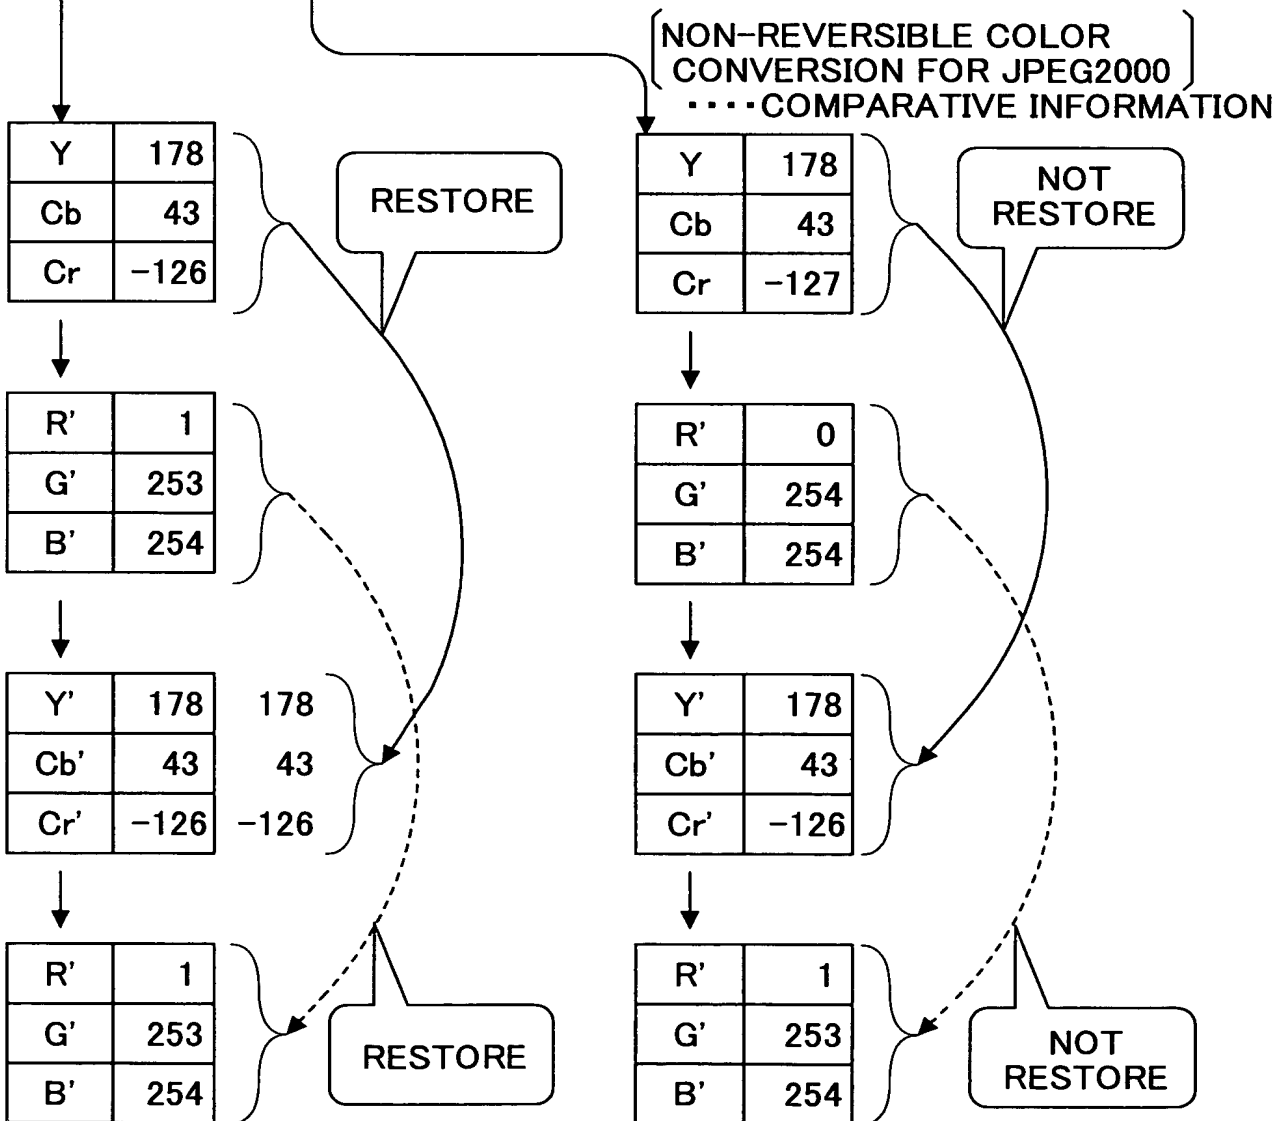 NON-REVERSIBLE COLOR
CONVERSION FOR JPEG2000
····COMPARATIVE INFORMATION
Y 178
Cb 43
Cr -126
RESTORE
R' 1
G' 253
B' 254
Y' 178 178
Cb' 43 43
Cr' -126 -126
R' 1
G' 253
B' 254
RESTORE
Y 178
Cb 43
Cr -127
NOT
RESTORE
R' 0
G' 254
B' 254
Y' 178
Cb' 43
Cr' -126
R' 1
G' 253
B' 254
NOT
RESTORE